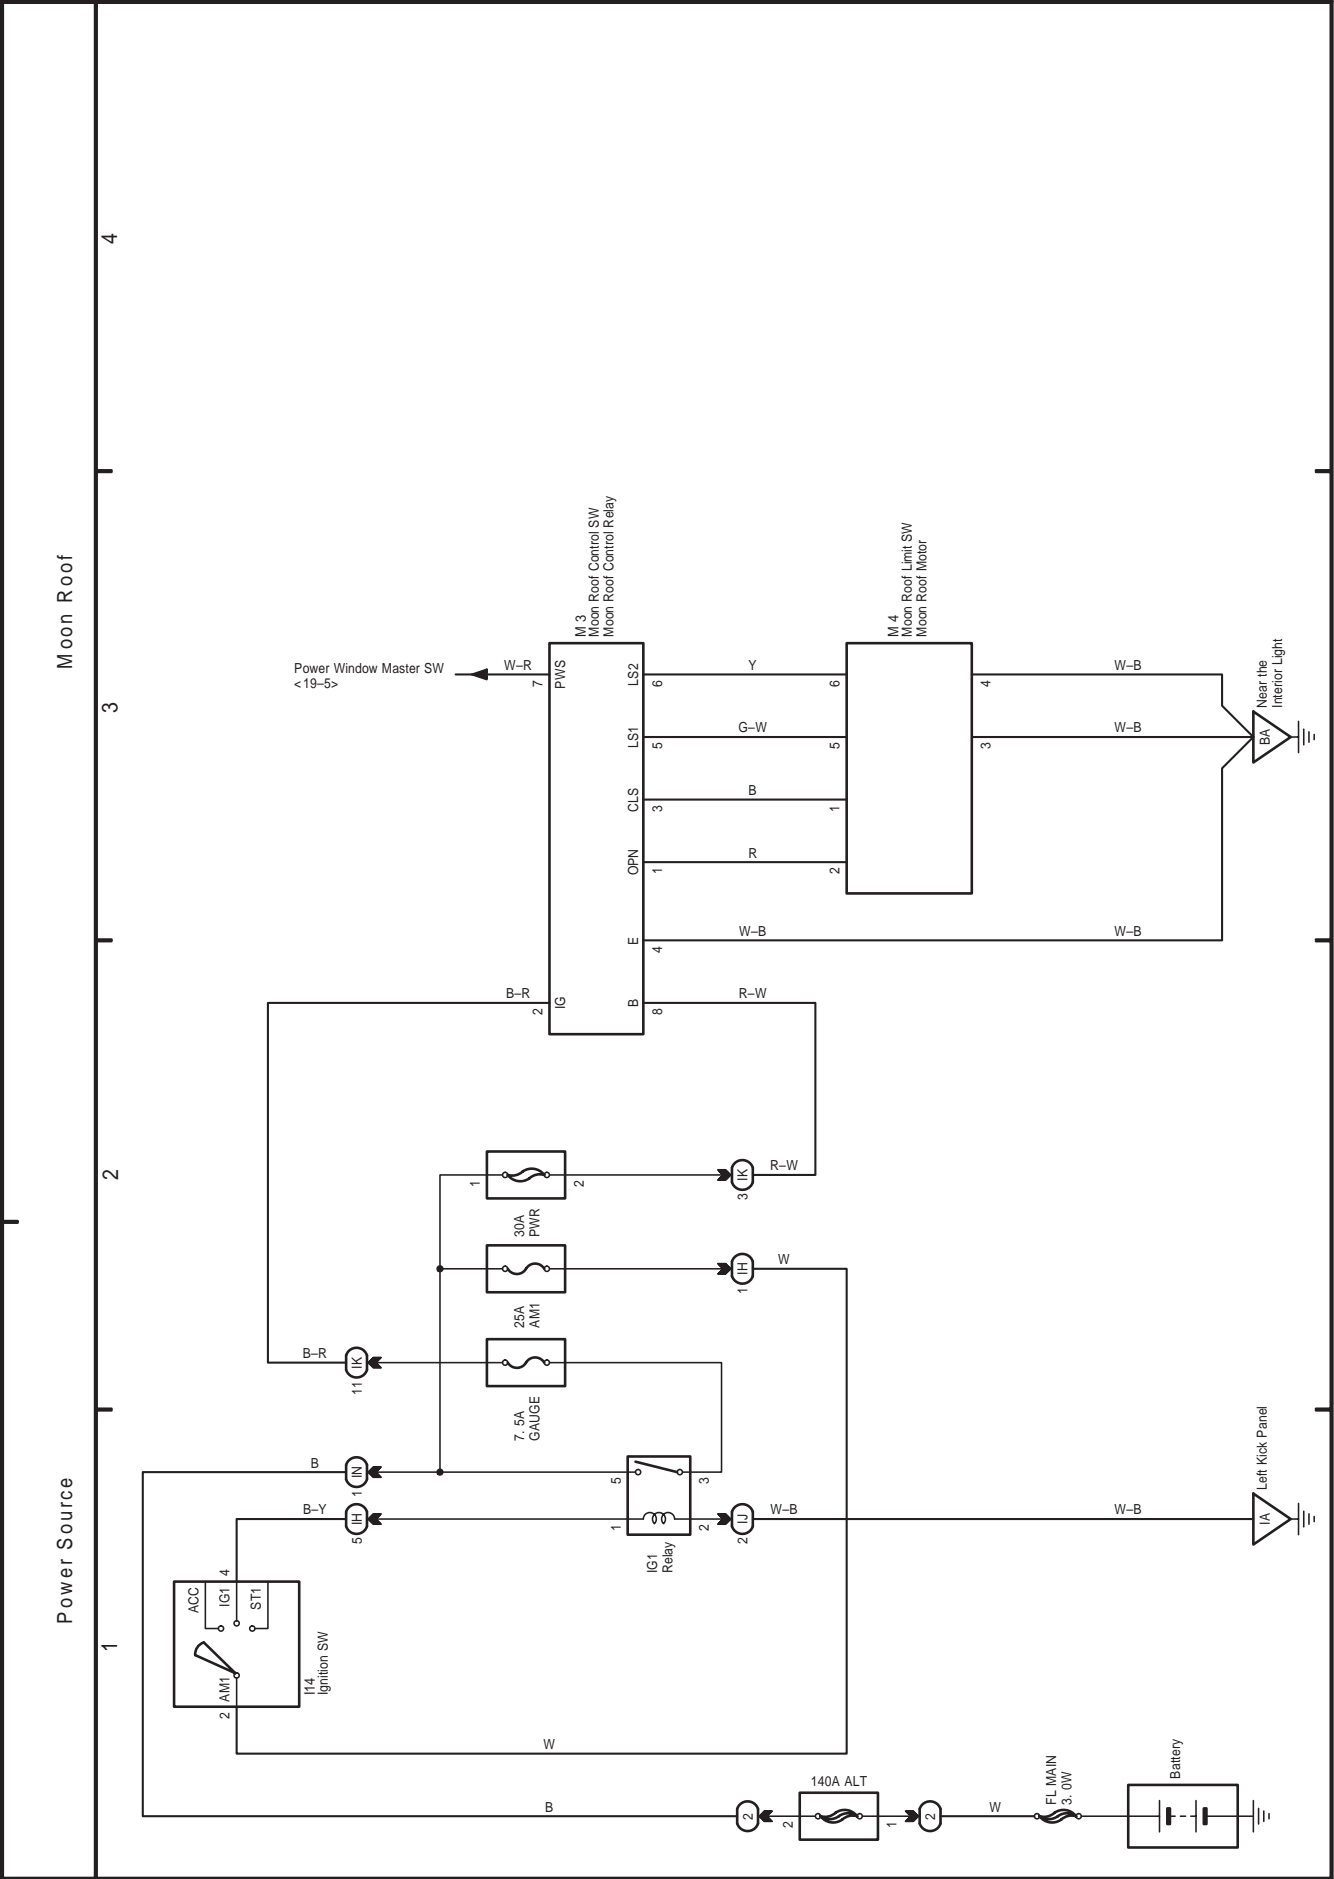 Power Source
Moon Roof
1
2
3
4
I14
Ignition SW
2
AM1
ACC
IG1
ST1
4
W
B
B–Y
5
IH
B
1
IN
B–R
11
IK
B–R
2
IG
7. 5A
GAUGE
25A
AM1
30A
PWR
1
2
IG1
Relay
1
5
2
3
2
IJ
W–B
W–B
IA
Left Kick Panel
1
IH
W
3
IK
R–W
R–W
8
B
Power Window Master SW
<19–5>
W–R
7
PWS
M 3
Moon Roof Control SW
Moon Roof Control Relay
E
OPN
CLS
LS1
LS2
4
1
3
5
6
W–B
R
B
G–W
Y
2
1
5
6
M 4
Moon Roof Limit SW
Moon Roof Motor
3
4
W–B
W–B
W–B
BA
Near the
Interior Light
B
2
2
140A ALT
1
2
W
FL MAIN
3. 0W
Battery